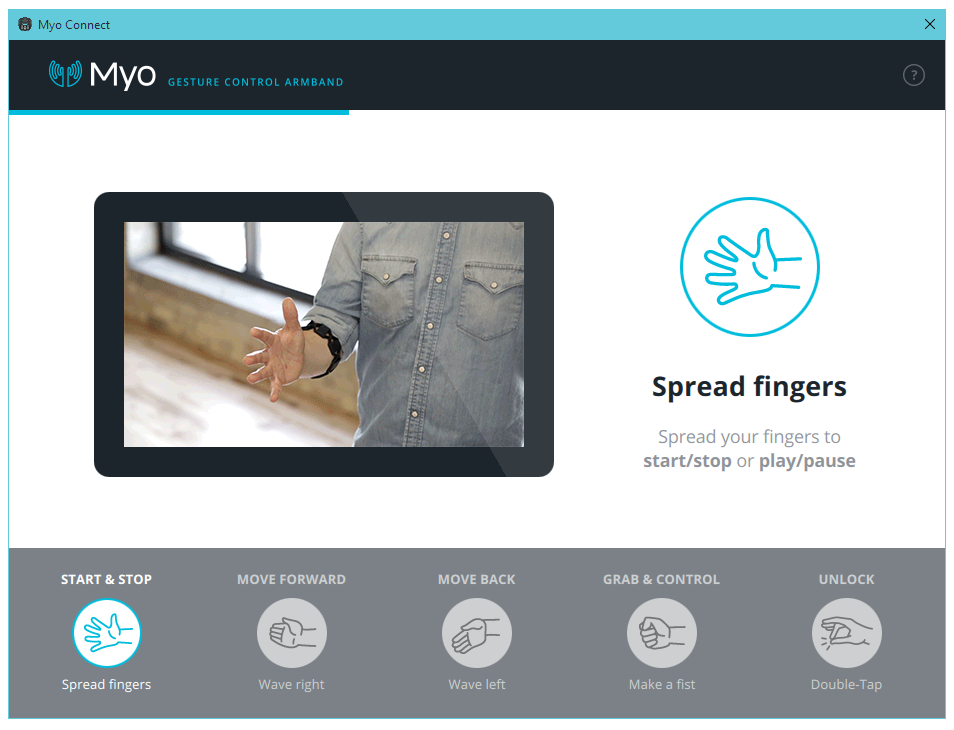 Myo Connect
Myo GESTURE CONTROL ARMBAND
?
Spread fingers
Spread your fingers to
start/stop or play/pause
START & STOP
MOVE FORWARD
MOVE BACK
GRAB & CONTROL
UNLOCK
Spread fingers
Wave right
Wave left
Make a fist
Double-Tap